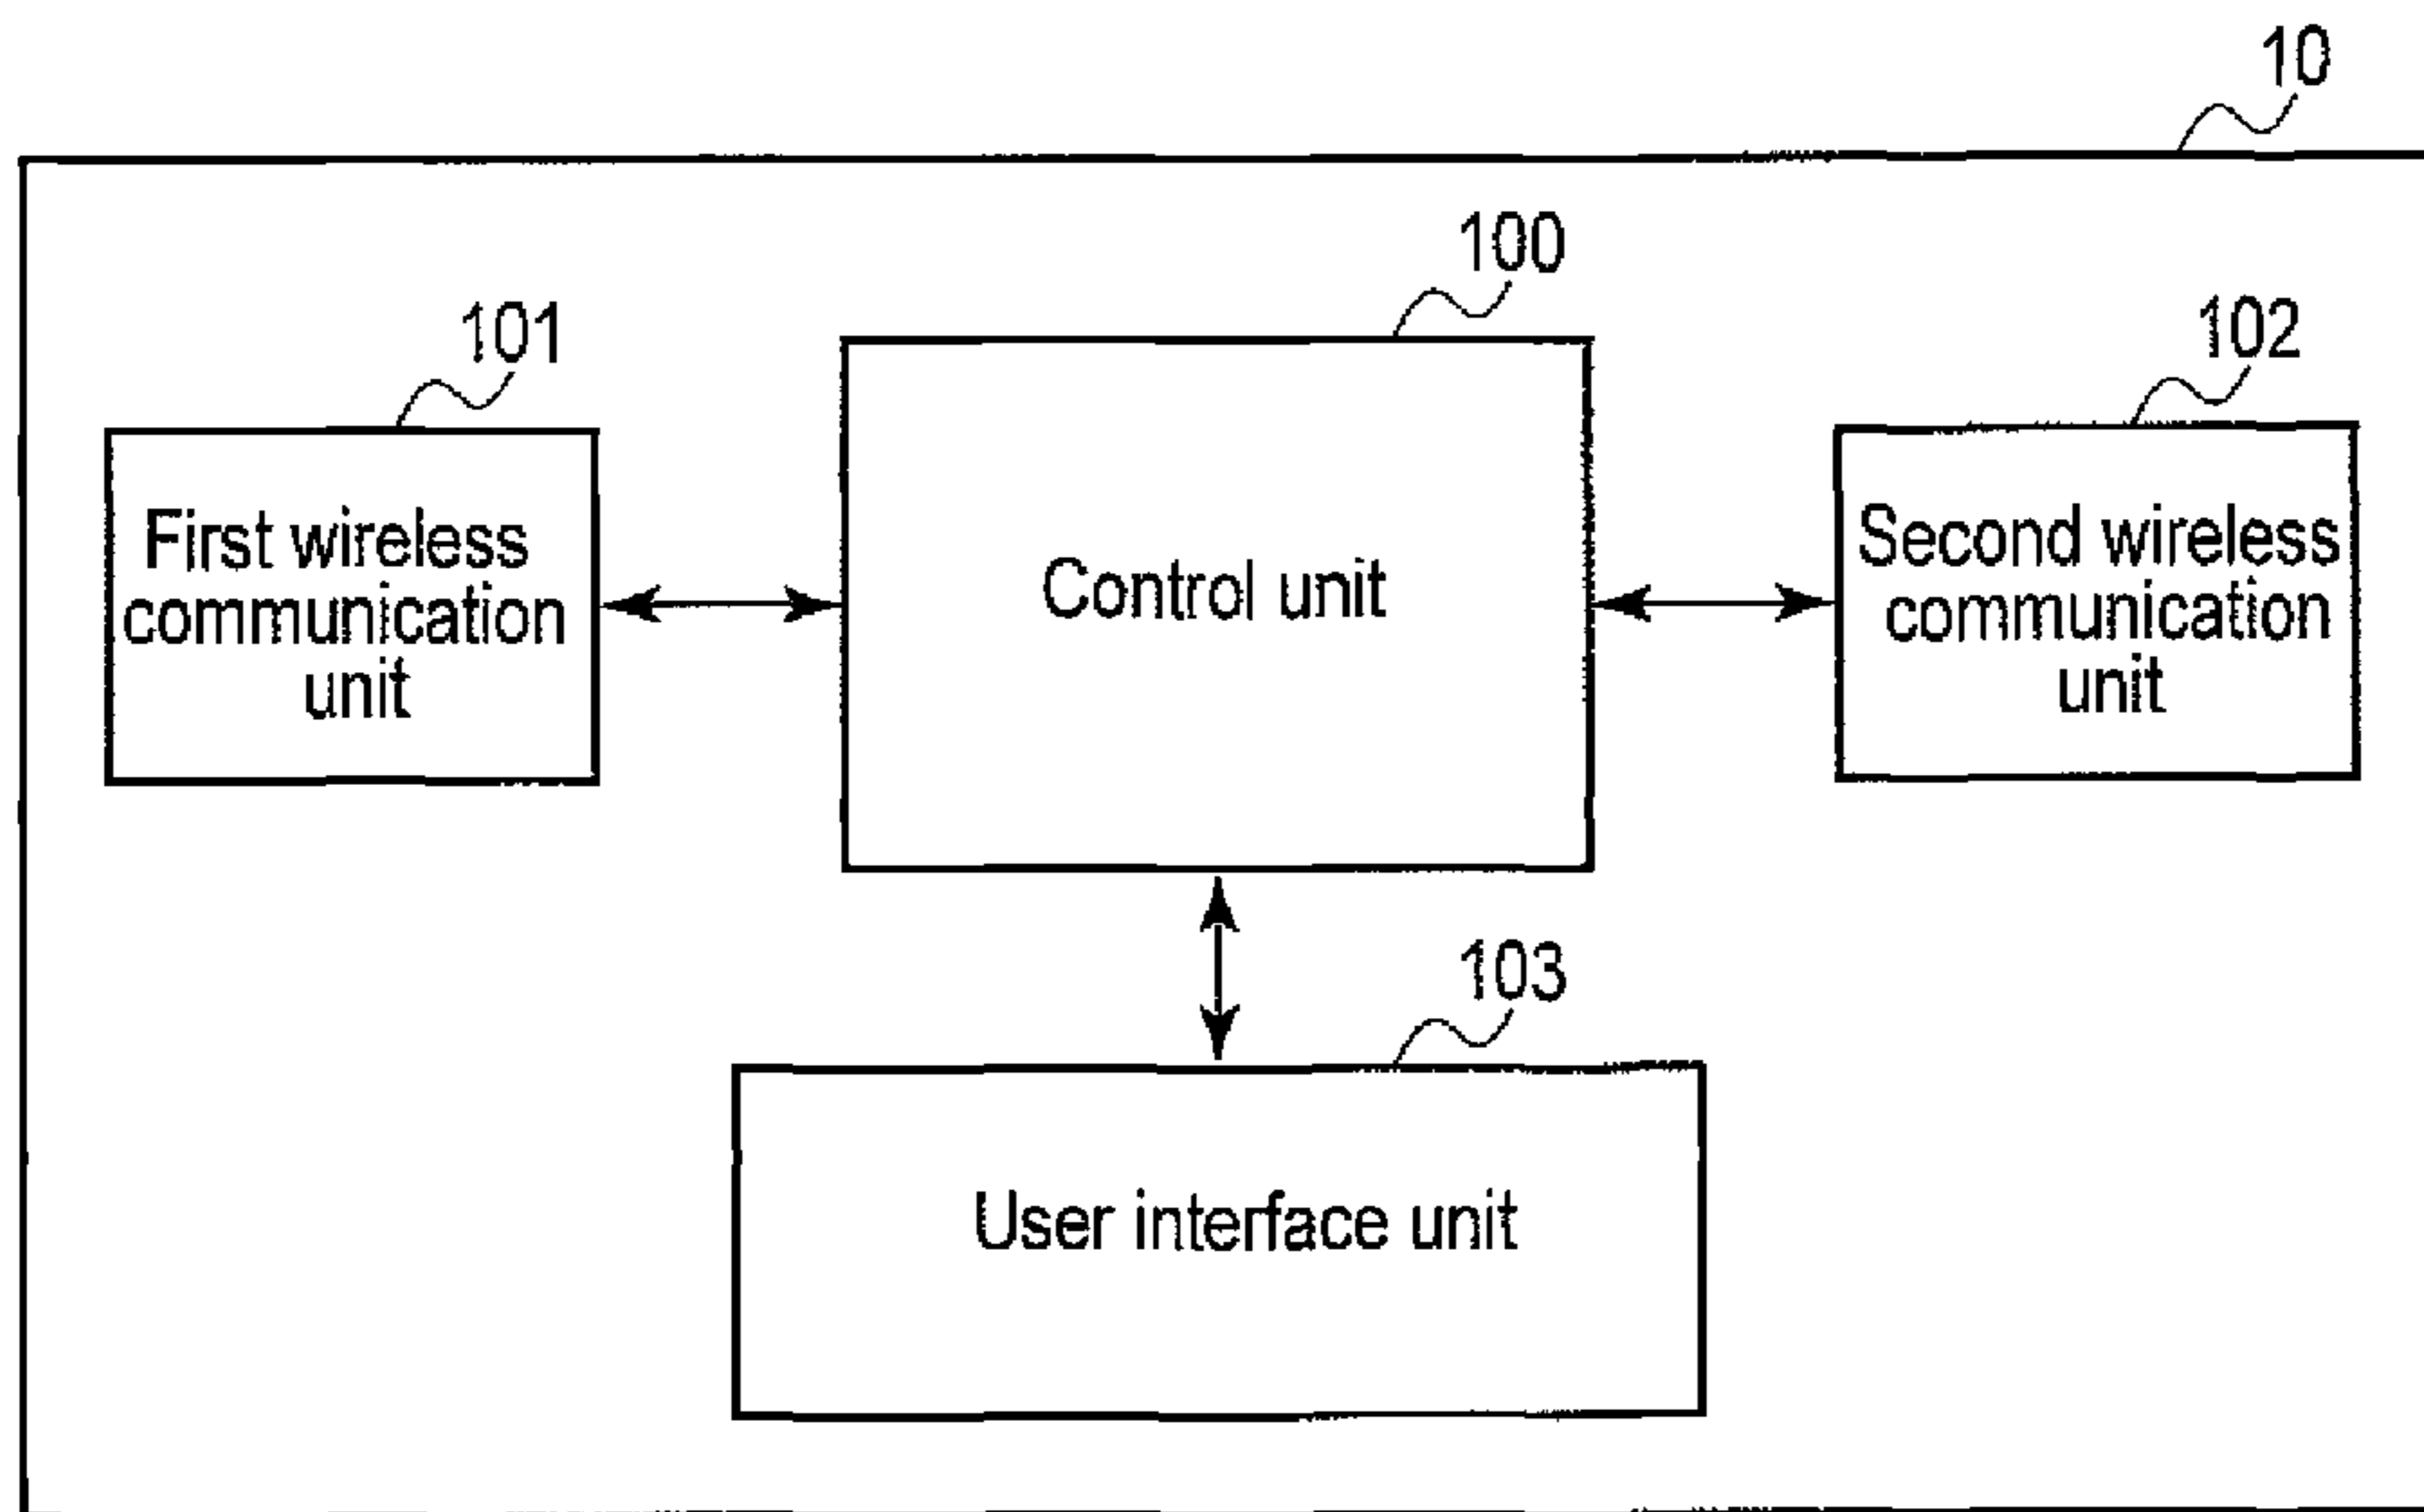 10
100
101
102
First wireless
communication
unit
Control unit
Second wireless
communication
unit
103
User interface unit